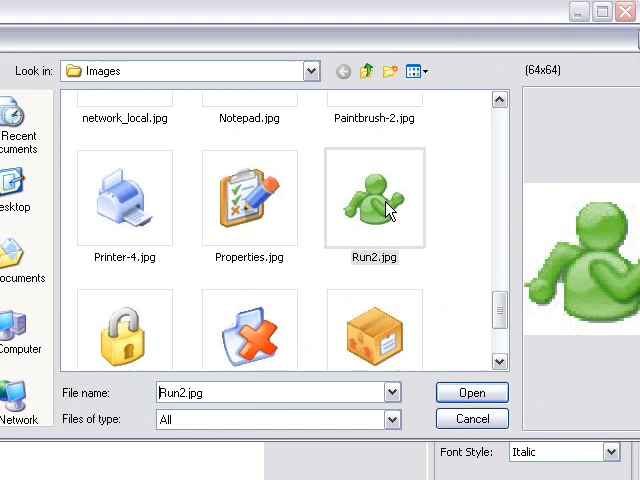 Look in:
Images
(64x64)
Recent
cuments
esktop
ocuments
Computer
Network
network_local.jpg
Notepad.jpg
Paintbrush-2.jpg
Printer-4.jpg
Properties.jpg
Run2.jpg
File name:
Run2.jpg
Open
Files of type:
All
Cancel
Font Style:
Italic